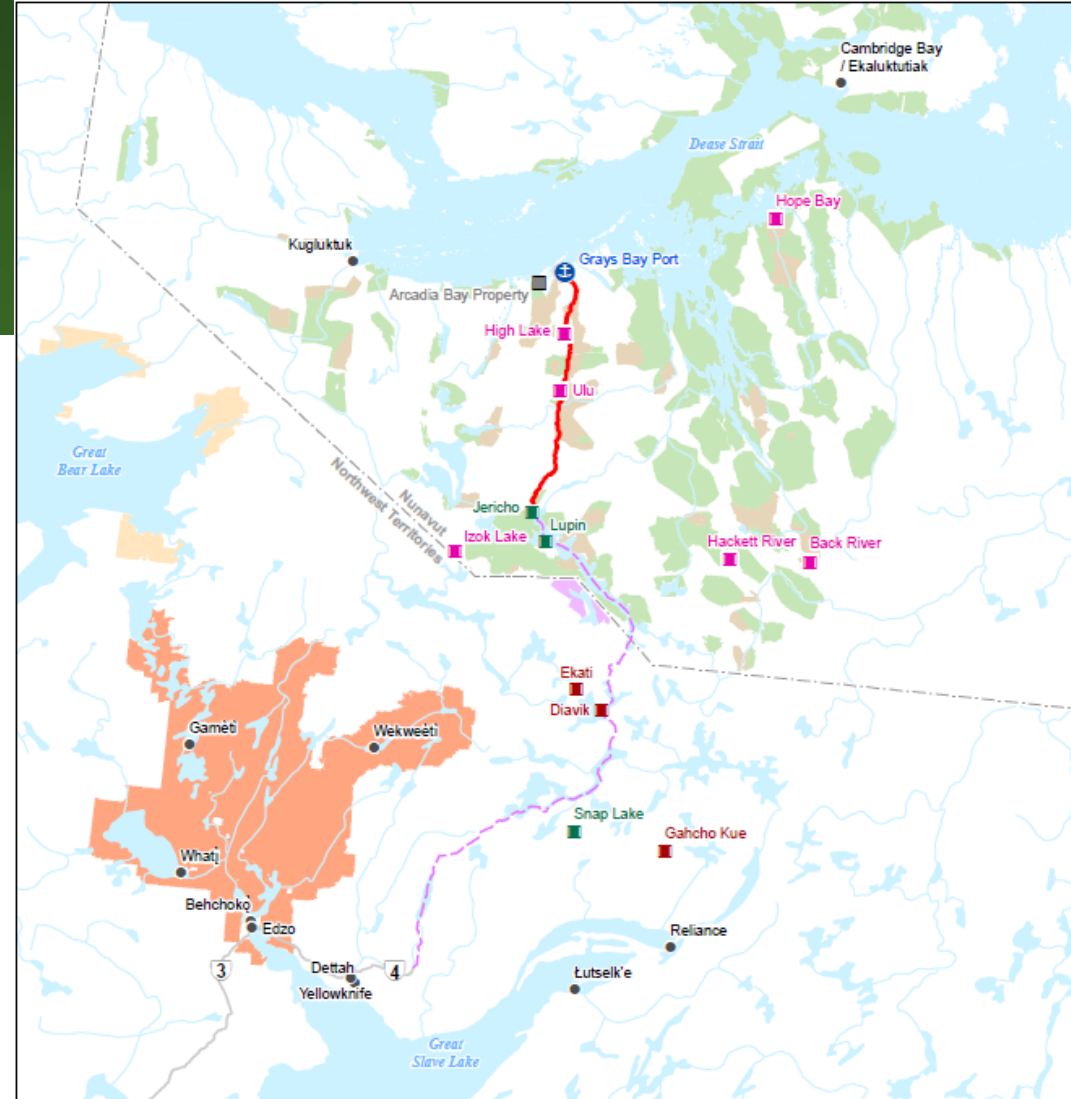 Cambridge Bay
/ Ekaluktutiak
Dease Strait
Hope Bay
Kugluktuk
Grays Bay Port
Arcadia Bay Property
High Lake
Ulu
Great
Bear Lake
Nunavut
Northwest Territories
Jericho
Lupin
Izok Lake
Hackett River
Back River
Ekati
Diavik
Gamètì
Wekweètì
Snap Lake
Gahcho Kue
Whatì
Behchokǫ̀
Edzo
Reliance
3
Dettah
4
Łutselk'e
Yellowknife
Great
Slave Lake